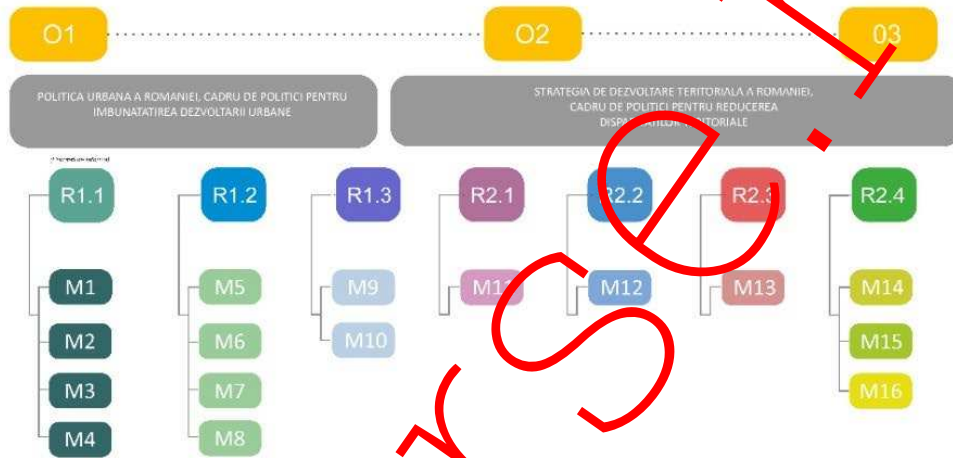 O1 O2 03
POLITICA URBANA A ROMANIEI, CADRU DE POLITICI PENTRU
IMBUNATATIREA DEZVOLTARII URBANE
STRATEGIA DE DEZVOLTARE TERITORIALA A ROMANIEI,
CADRU DE POLITICI PENTRU REDUCEREA
R1.1 R1.2 R1.3 R2.1 R2.2 R2.3 R2.4
M1 M5 M9 M12 M13 M14
M2 M6 M10 M15
M3 M7 M16
M4 M8